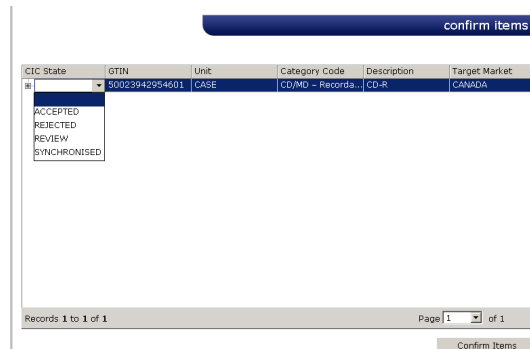 confirm items
CIC State GTIN Unit Category Code Description Target Market
50023942954601 CASE CD/MD – Recorda... CD-R CANADA
ACCEPTED
REJECTED
REVIEW
SYNCHRONISED
Records 1 to 1 of 1 Page 1 of 1
Confirm Items